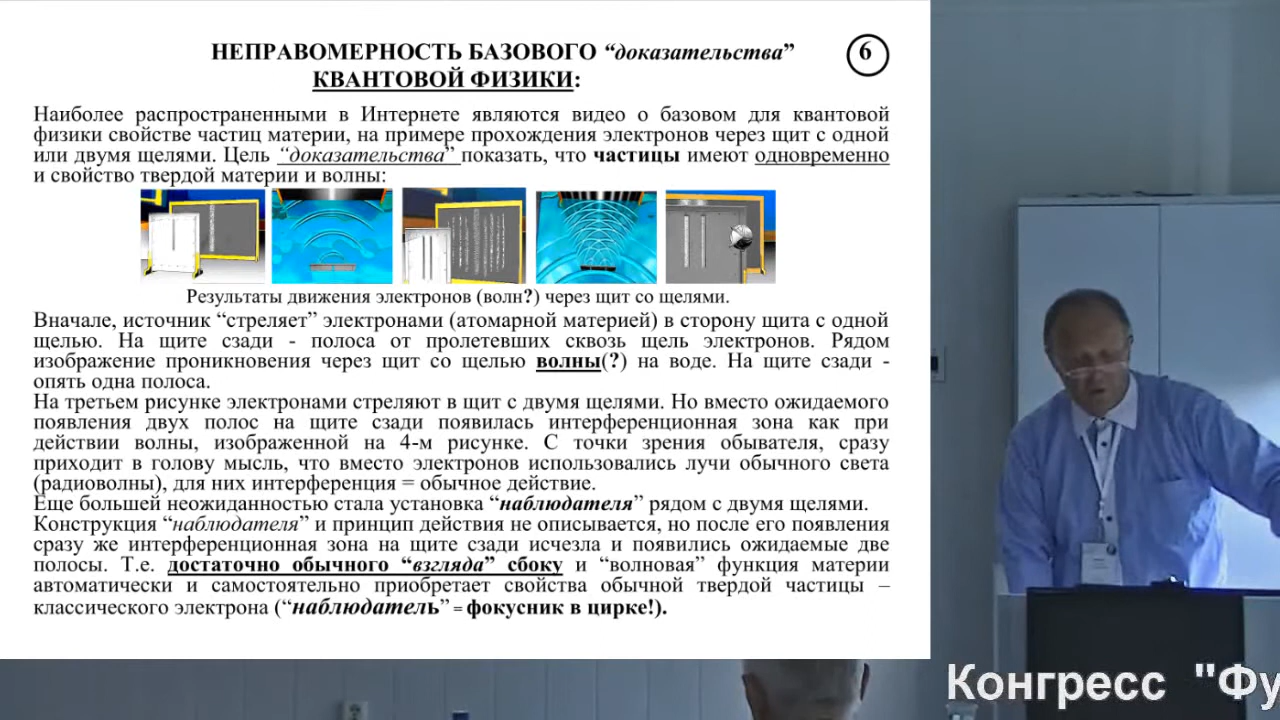 НЕПРАВОМЕРНОСТЬ БАЗОВОГО “доказательства”
6
КВАНТОВОЙ ФИЗИКИ:
Наиболее распространенными в Интернете являются видео о базовом для квантовой
физики свойстве частиц материи, на примере прохождения электронов через щит с одной
или двумя щелями. Цель “доказательства” показать, что частицы имеют одновременно
и свойство твердой материи и волны:
Результаты движения электронов (волн?) через щит со щелями.
Вначале, источник “стреляет” электронами (атомарной материей) в сторону щита с одной
щелью. На щите сзади - полоса от пролетевших сквозь щель электронов. Рядом
изображение проникновения через щит со щелью волны(?) на воде. На щите сзади -
опять одна полоса.
На третьем рисунке электронами стреляют в щит с двумя щелями. Но вместо ожидаемого
появления двух полос на щите сзади появилась интерференционная зона как при
действии волны, изображенной на 4-м рисунке. С точки зрения обывателя, сразу
приходит в голову мысль, что вместо электронов использовались лучи обычного света
(радиоволны), для них интерференция = обычное действие.
Еще большей неожиданностью стала установка “наблюдателя” рядом с двумя щелями.
Конструкция “наблюдателя” и принцип действия не описывается, но после его появления
сразу же интерференционная зона на щите сзади исчезла и появились ожидаемые две
полосы. Т.е. достаточно обычного “взгляда” сбоку и “волновая” функция материи
автоматически и самостоятельно приобретает свойства обычной твердой частицы –
классического электрона (“наблюдатель” = фокусник в цирке!).
Конгресс "Фу